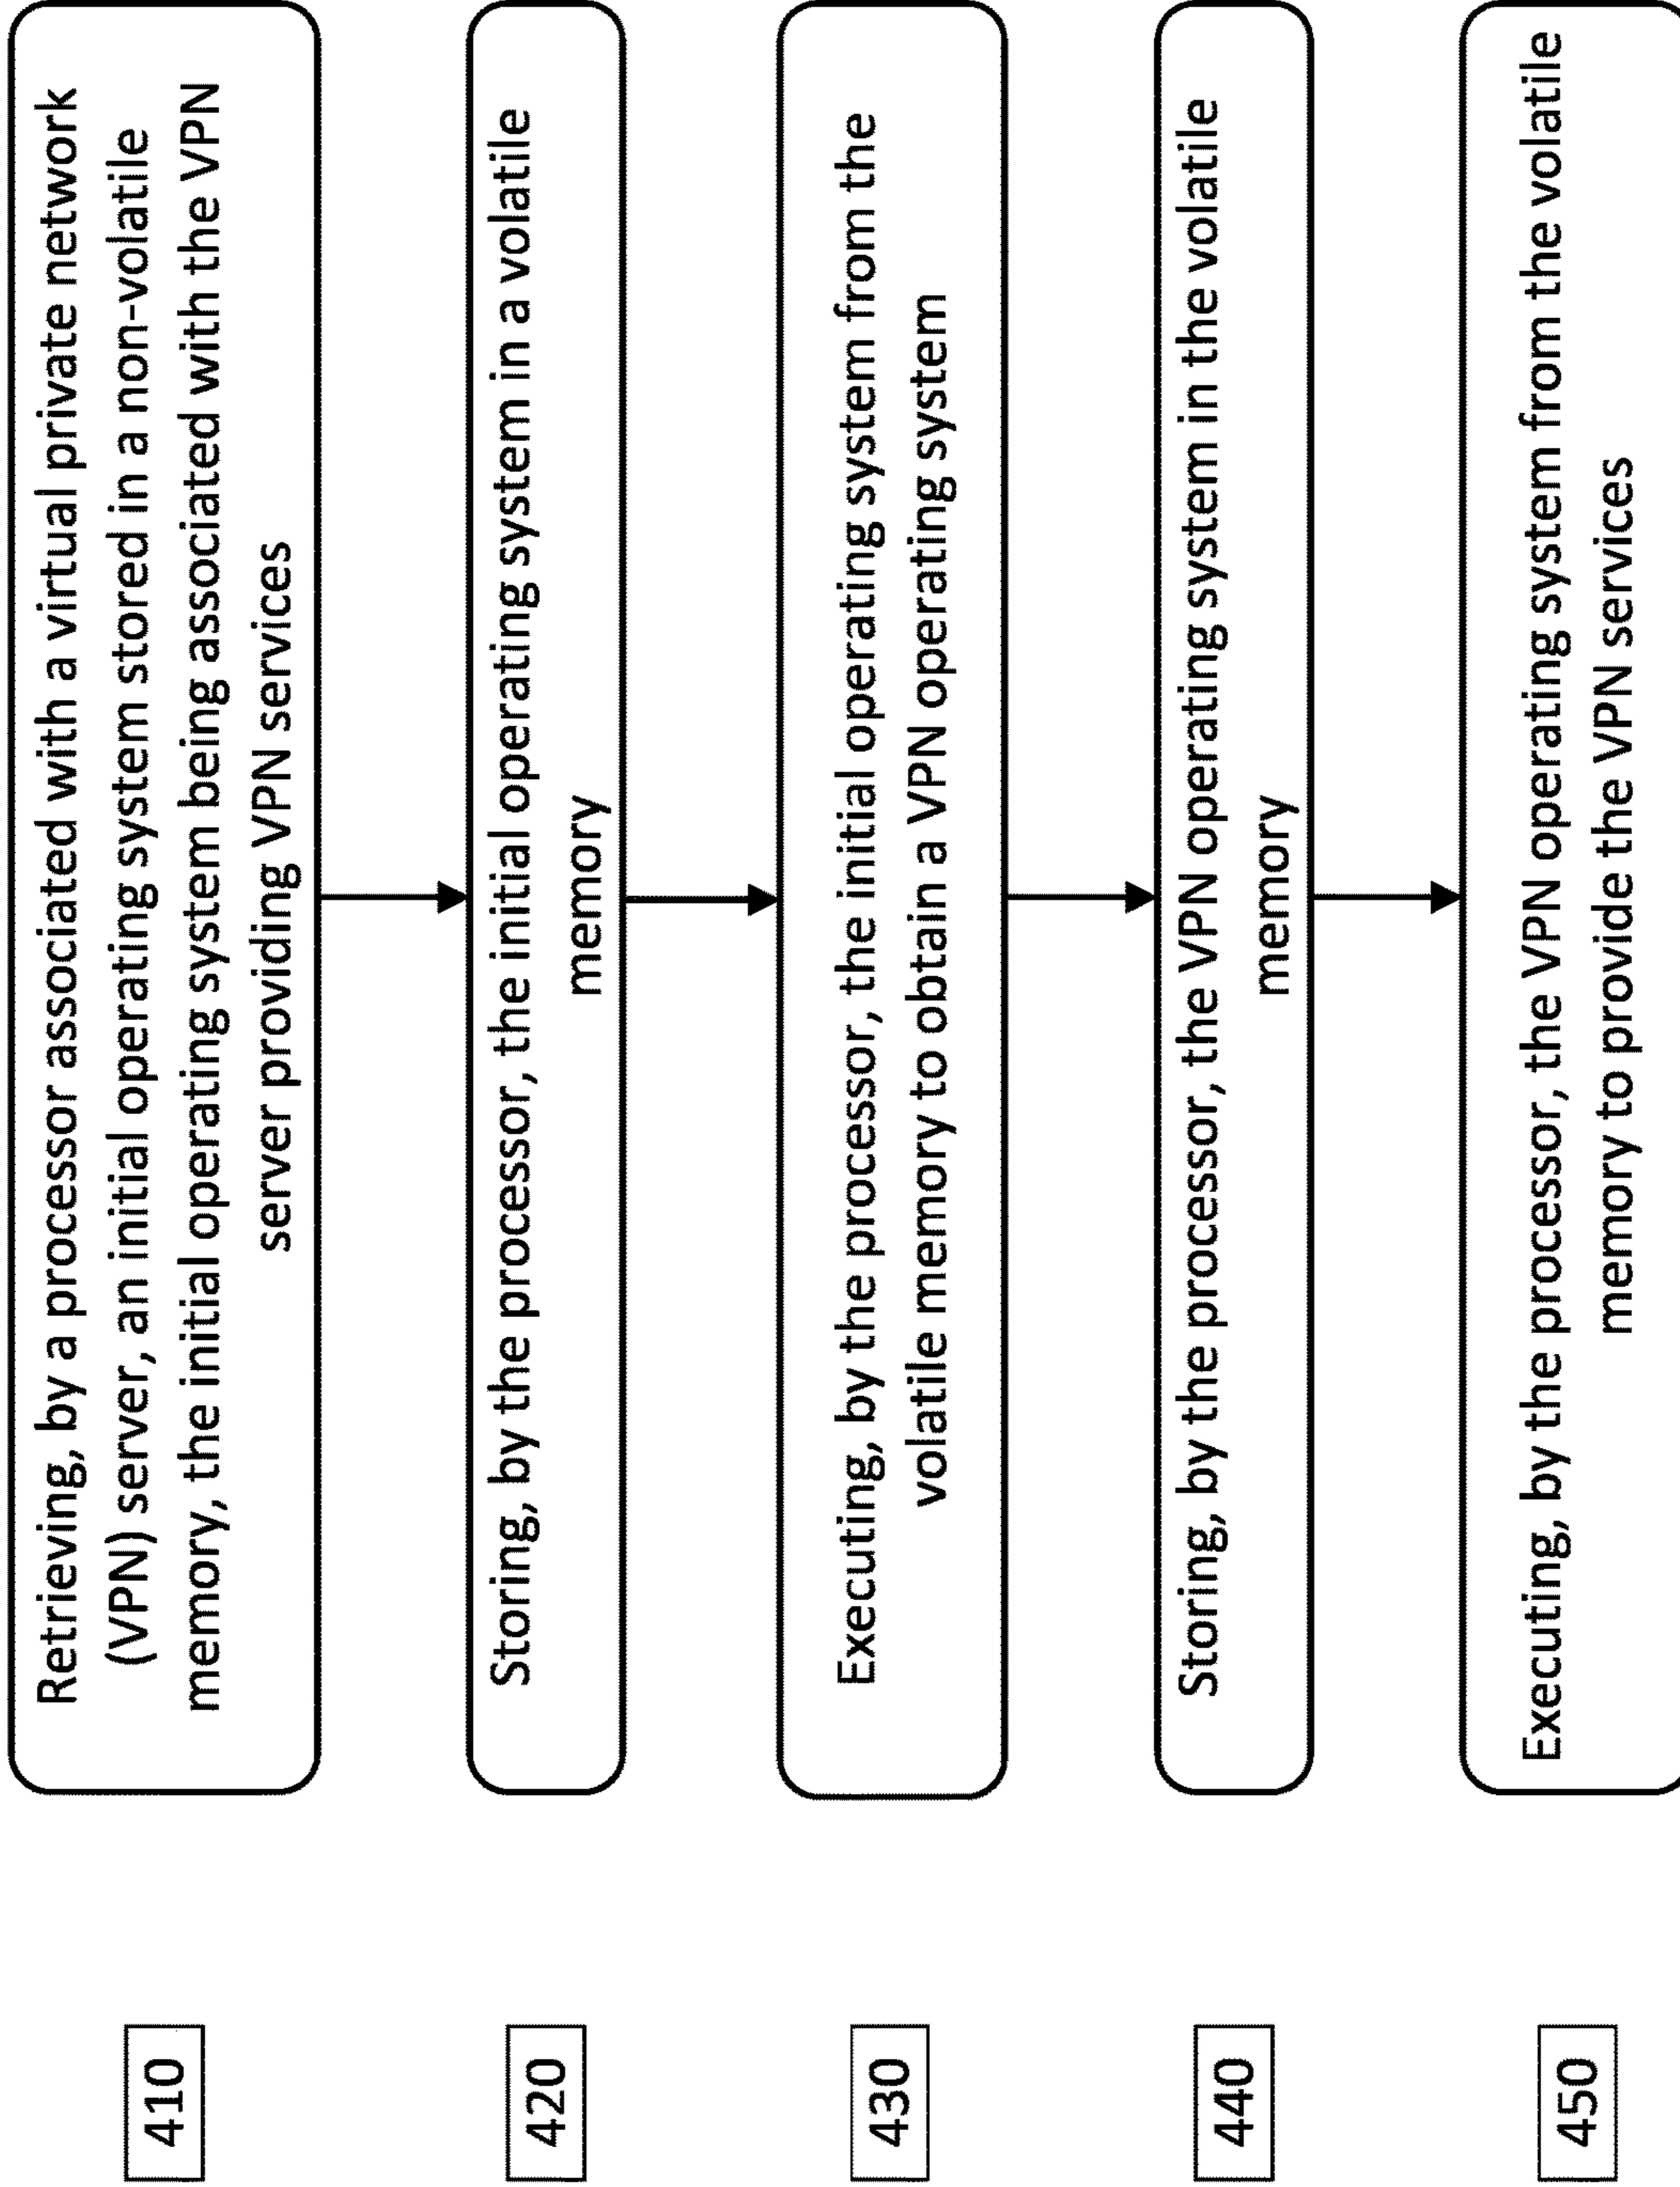 410
Retrieving, by a processor associated with a virtual private network
(VPN) server, an initial operating system stored in a non-volatile
memory, the initial operating system being associated with the VPN
server providing VPN services
420
Storing, by the processor, the initial operating system in a volatile
memory
430
Executing, by the processor, the initial operating system from the
volatile memory to obtain a VPN operating system
440
Storing, by the processor, the VPN operating system in the volatile
memory
450
Executing, by the processor, the VPN operating system from the volatile
memory to provide the VPN services